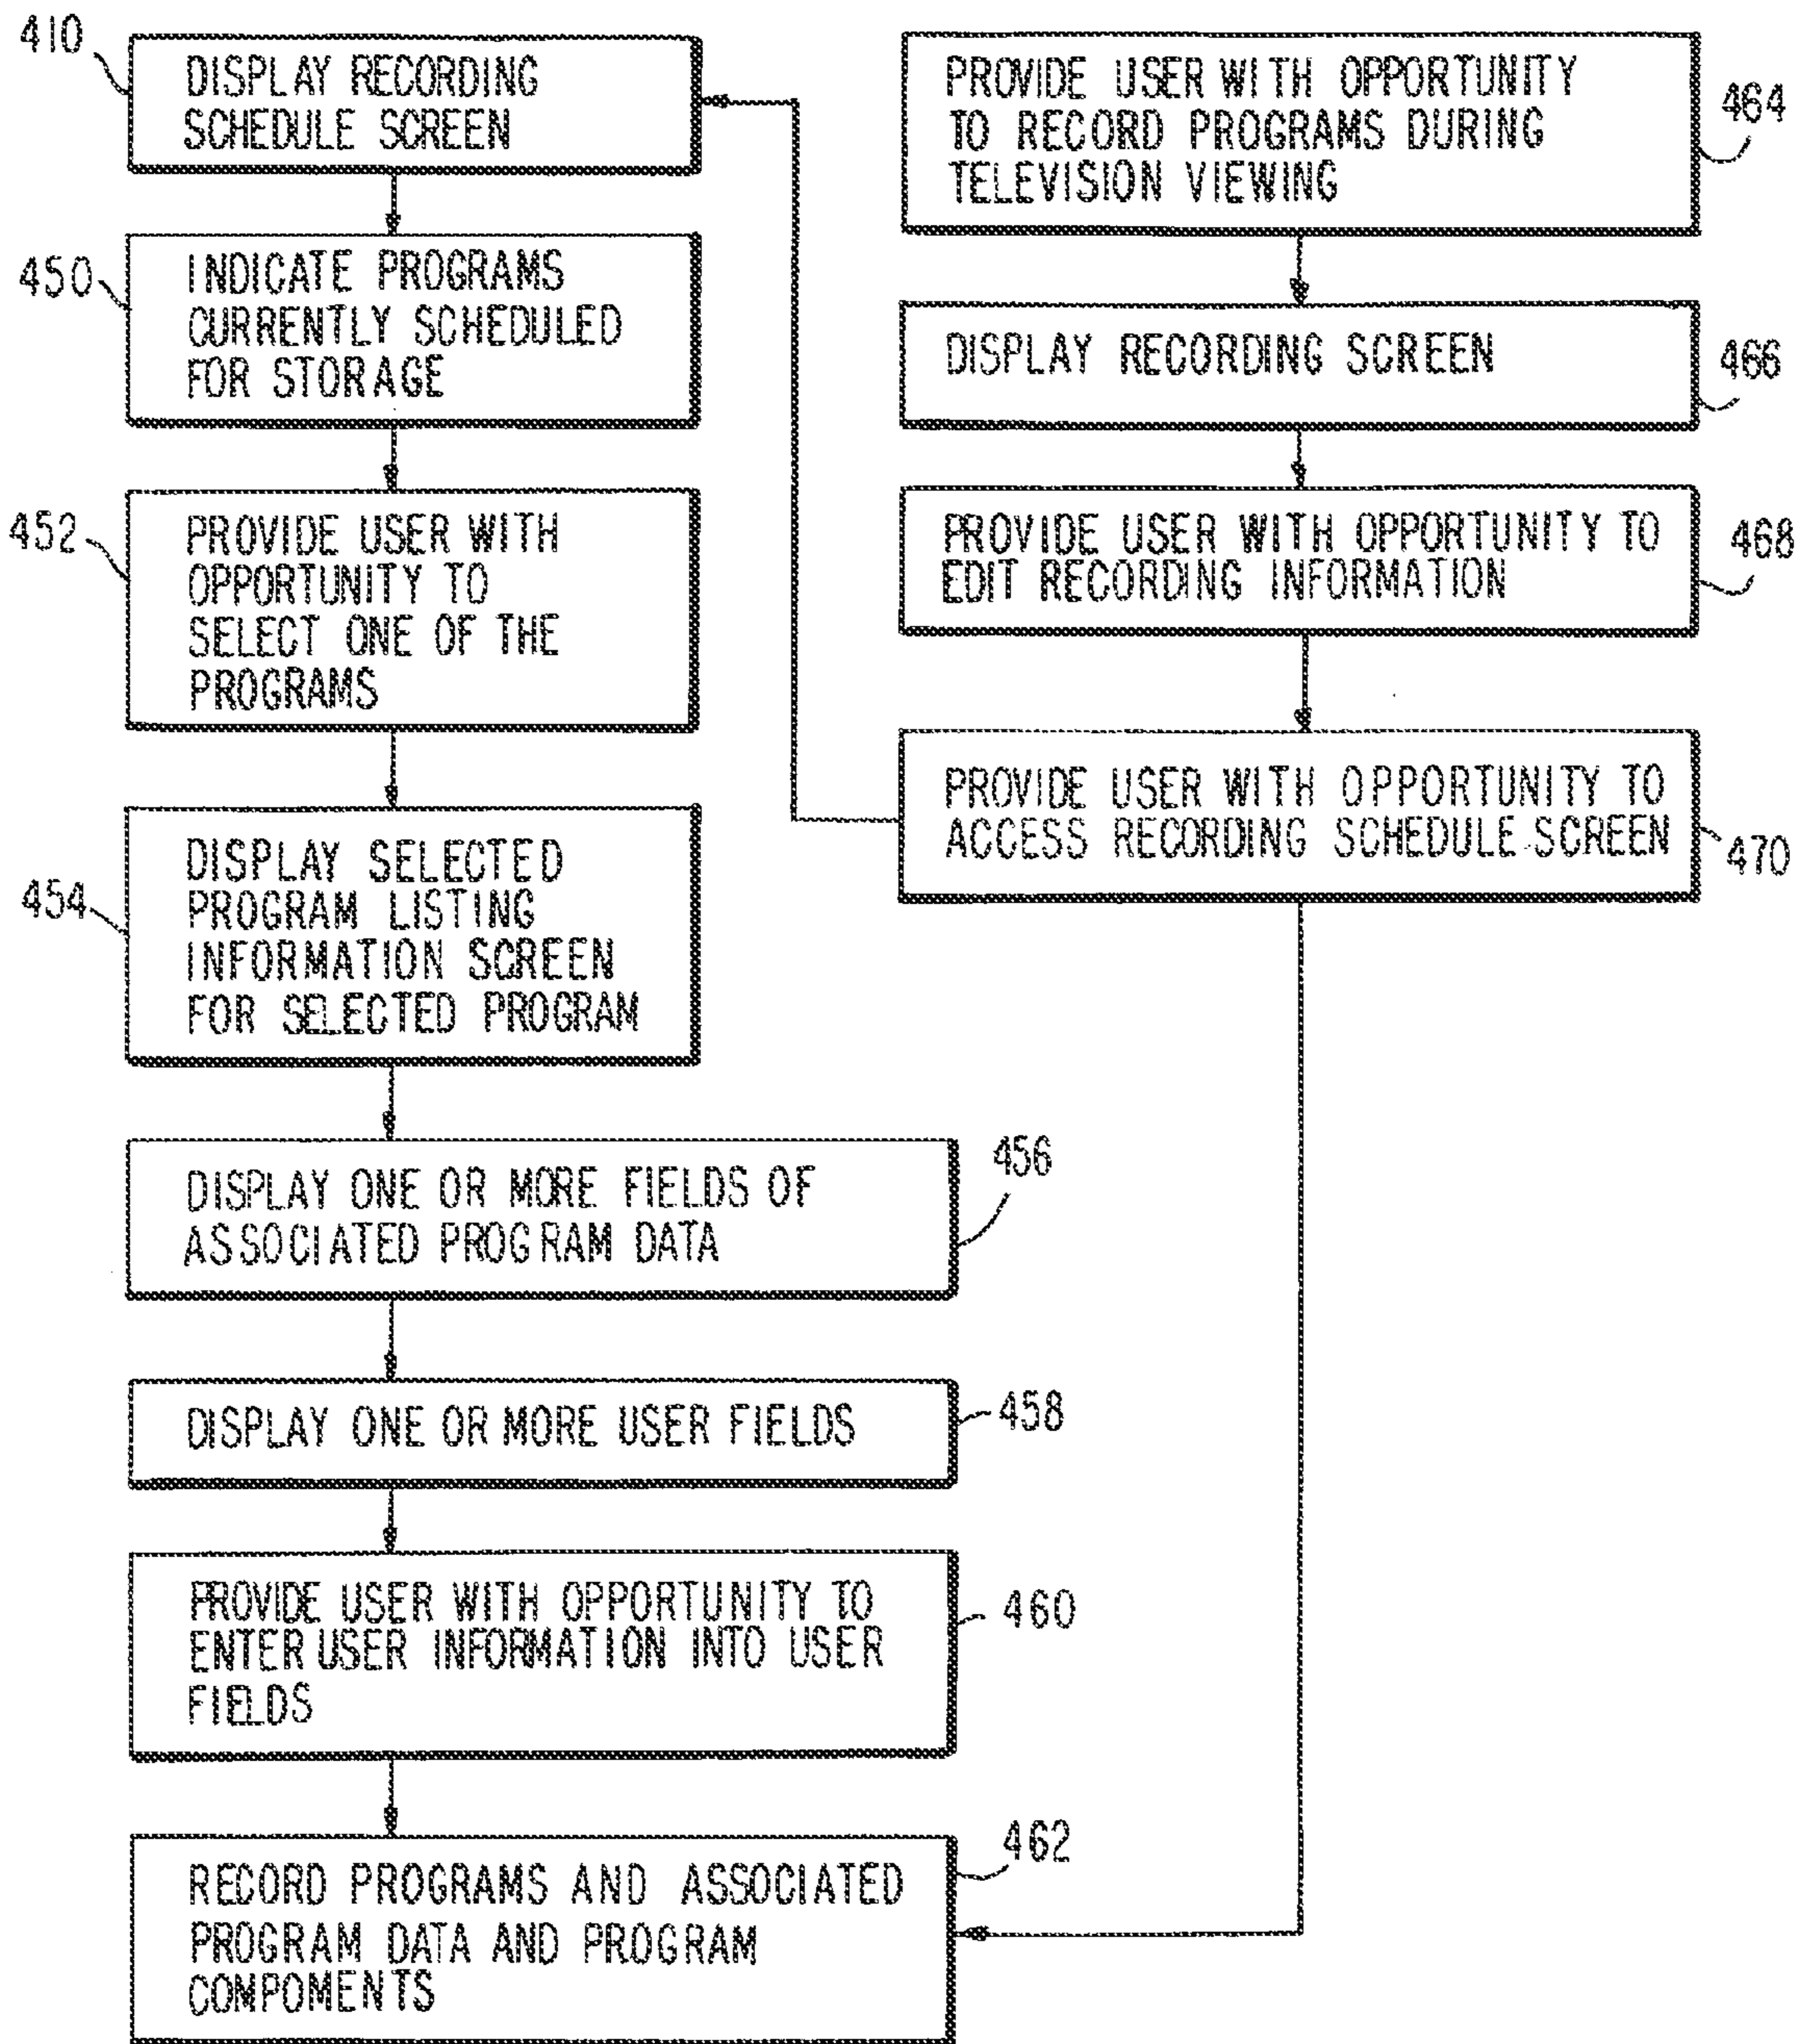 410
DISPLAY RECORDING
SCHEDULE SCREEN
450
INDICATE PROGRAMS
CURRENTLY SCHEDULED
FOR STORAGE
452
PROVIDE USER WITH
OPPORTUNITY TO
SELECT ONE OF THE
PROGRAMS
454
DISPLAY SELECTED
PROGRAM LISTING
INFORMATION SCREEN
FOR SELECTED PROGRAM
DISPLAY ONE OR MORE FIELDS OF
ASSOCIATED PROGRAM DATA
456
DISPLAY ONE OR MORE USER FIELDS
458
PROVIDE USER WITH OPPORTUNITY TO
ENTER USER INFORMATION INTO USER
FIELDS
460
RECORD PROGRAMS AND ASSOCIATED
PROGRAM DATA AND PROGRAM
COMPOMENTS
462
PROVIDE USER WITH OPPORTUNITY
TO RECORD PROGRAMS DURING
TELEVISION VIEWING
464
DISPLAY RECORDING SCREEN
466
PROVIDE USER WITH OPPORTUNITY TO
EDIT RECORDING INFORMATION
468
PROVIDE USER WITH OPPORTUNITY TO
ACCESS RECORDING SCHEDULE SCREEN
470